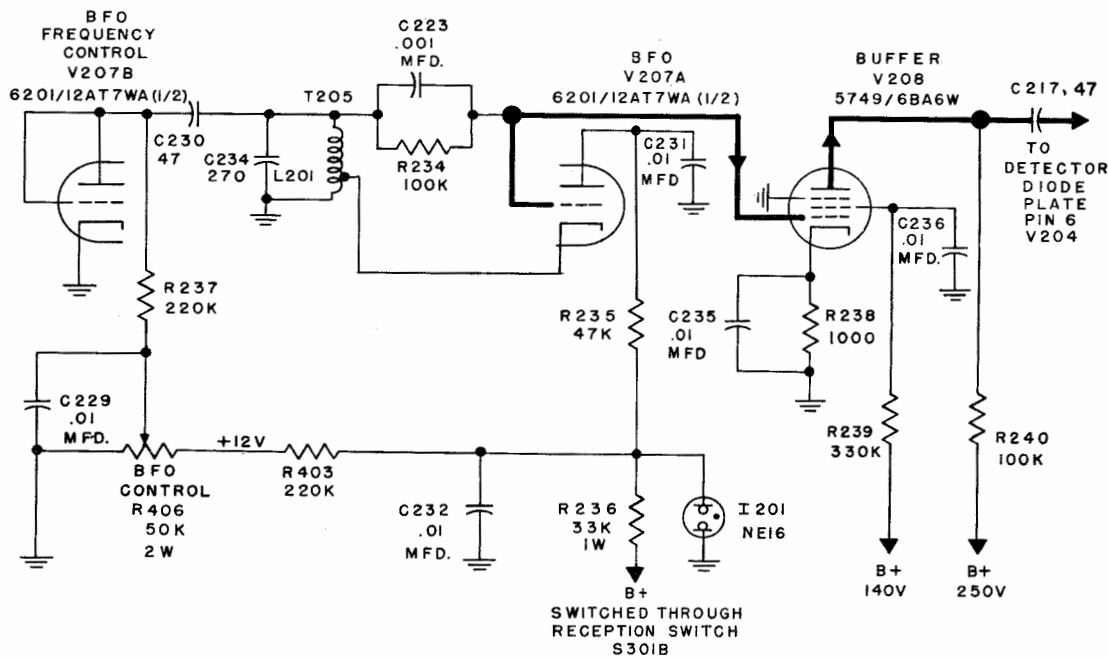 BFO
FREQUENCY
CONTROL
V207B
6201/12AT7WA (1/2)
C230
47
C234
270
L201
T205
C223
.001
MFD.
R234
100K
BFO
V207A
6201/12AT7WA (1/2)
C231
.01
MFD
BUFFER
V208
5749/6BA6W
C217, 47
TO
DETECTOR
DIODE
PLATE
PIN 6
V204
C236
.01
MFD.
R237
220K
R235
47K
C235
.01
MFD
R238
1000
C229
.01
MFD.
+12V
BFO
CONTROL
R406
50K
2W
R403
220K
C232
.01
MFD.
R236
33K
1W
I201
NE16
R239
330K
R240
100K
B+
SWITCHED THROUGH
RECEPTION SWITCH
S301B
B+
140V
B+
250V